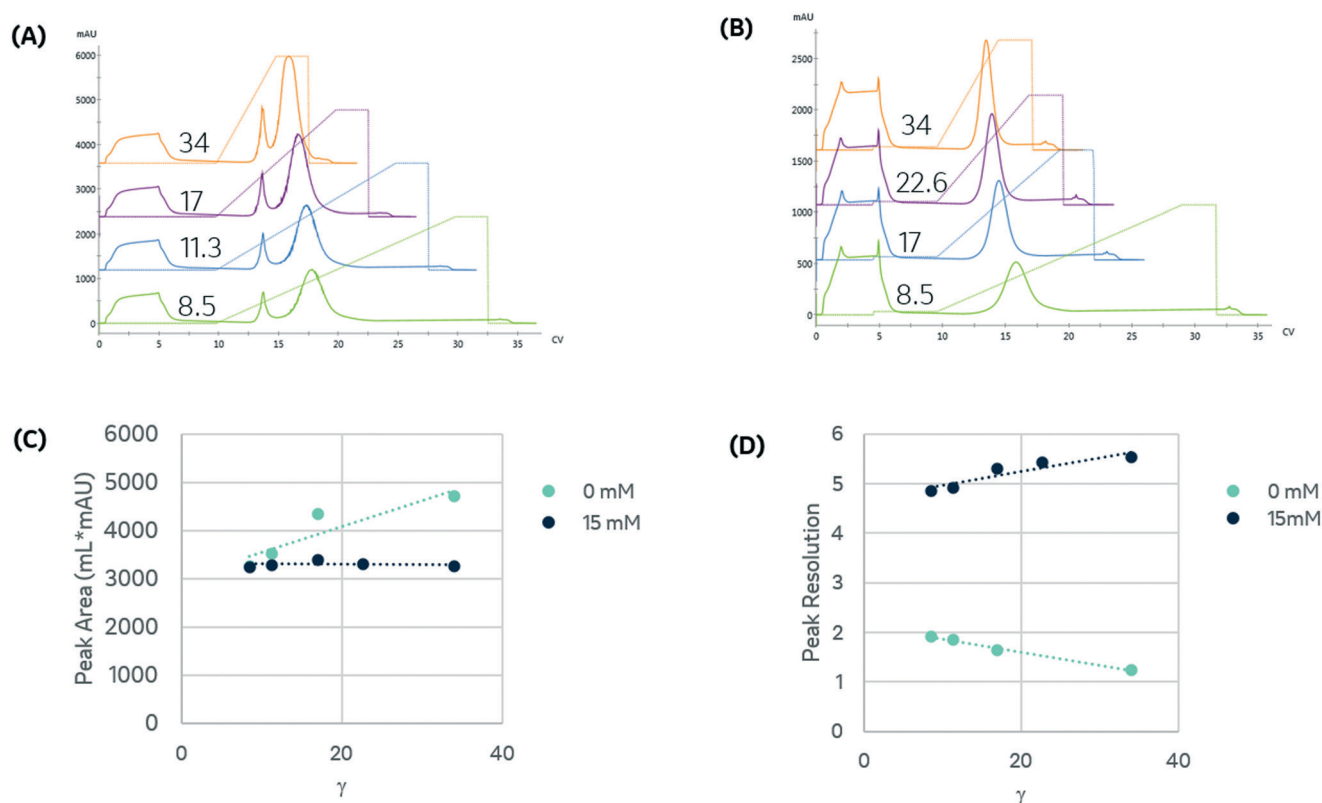 (A)
mAU
6000
5000
4000
3000
2000
1000
0
34
17
11.3
8.5
0 5 10 15 20 25 30 35 CV
(B)
mAU
2500
2000
1500
1000
500
0
34
22.6
17
8.5
0 5 10 15 20 25 30 35 CV
(C)
Peak Area (mL*mAU)
6000
5000
4000
3000
2000
1000
0
0 20 40
γ
0 mM
15 mM
(D)
Peak Resolution
6
5
4
3
2
1
0
0 20 40
γ
0 mM
15mM